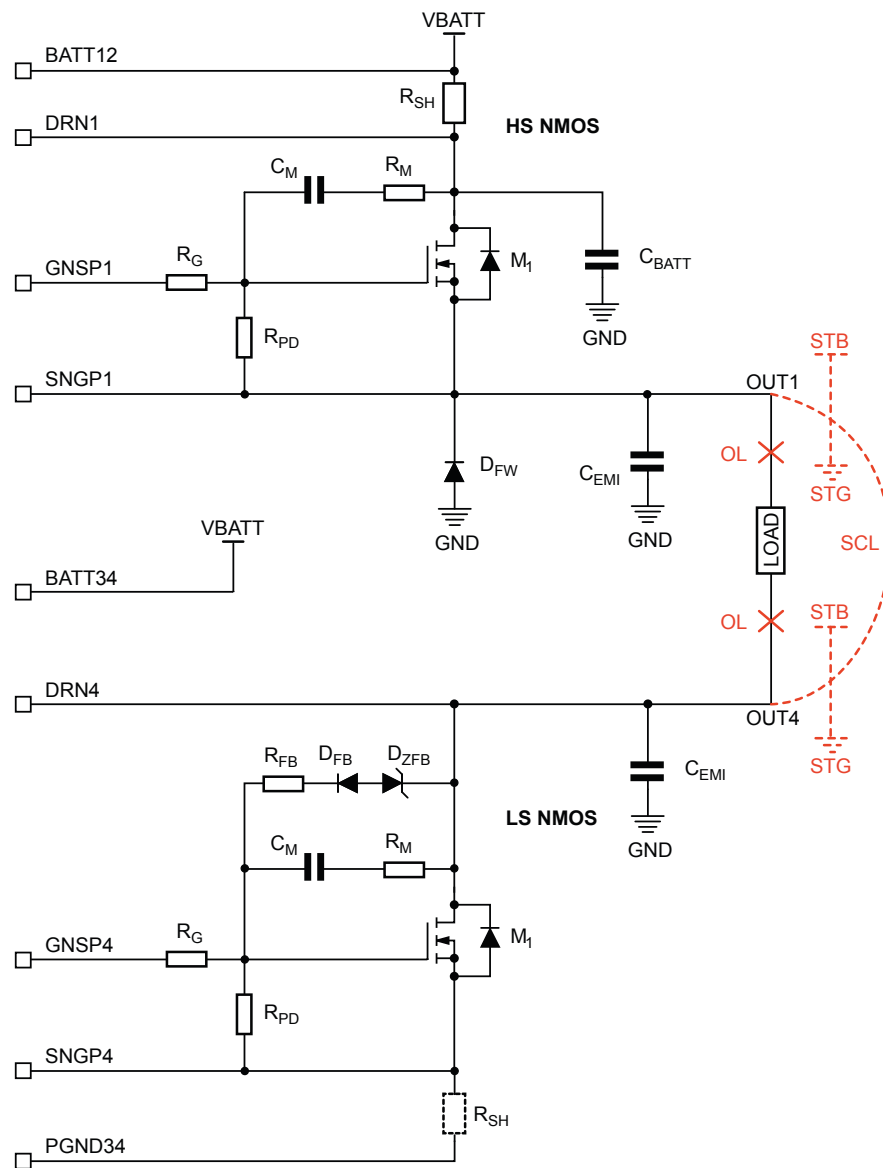 VBATT
BATT12
RSH
DRN1
HS NMOS
CM
RM
RG
GNSP1
M1
CBATT
GND
RPD
STB
SNGP1
OUT1
OL
DFW
CEMI
STG
GND
GND
VBATT
LOAD
SCL
BATT34
STB
OL
DRN4
OUT4
RFB
DFB
DZFB
CEMI
STG
LS NMOS
CM
RM
GND
RG
GNSP4
M1
RPD
SNGP4
RSH
PGND34